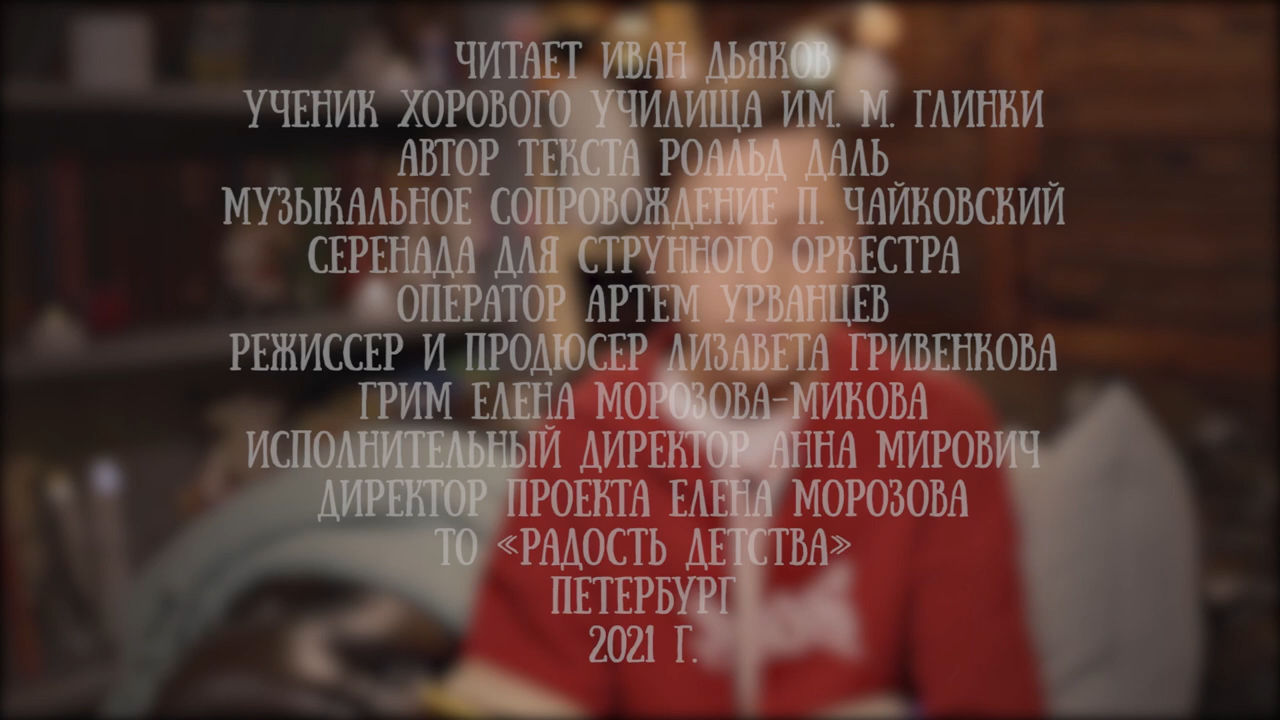 ЧИТАЕТ ИВАН ДЬЯКОВ
УЧЕНИК ХОРОВОГО УЧИЛИЩА ИМ. М. ГЛИНКИ
АВТОР ТЕКСТА РОАЛЬД ДАЛЬ
МУЗЫКАЛЬНОЕ СОПРОВОЖДЕНИЕ П. ЧАЙКОВСКИЙ
СЕРЕНАДА ДЛЯ СТРУННОГО ОРКЕСТРА
ОПЕРАТОР АРТЕМ УРВАНЦЕВ
РЕЖИССЕР И ПРОДЮСЕР ЛИЗАВЕТА ГРИВЕНКОВА
ГРИМ ЕЛЕНА МОРОЗОВА-МИКОВА
ИСПОЛНИТЕЛЬНЫЙ ДИРЕКТОР АННА МИРОВИЧ
ДИРЕКТОР ПРОЕКТА ЕЛЕНА МОРОЗОВА
ТО «РАДОСТЬ ДЕТСТВА»
ПЕТЕРБУРГ
2021 Г.